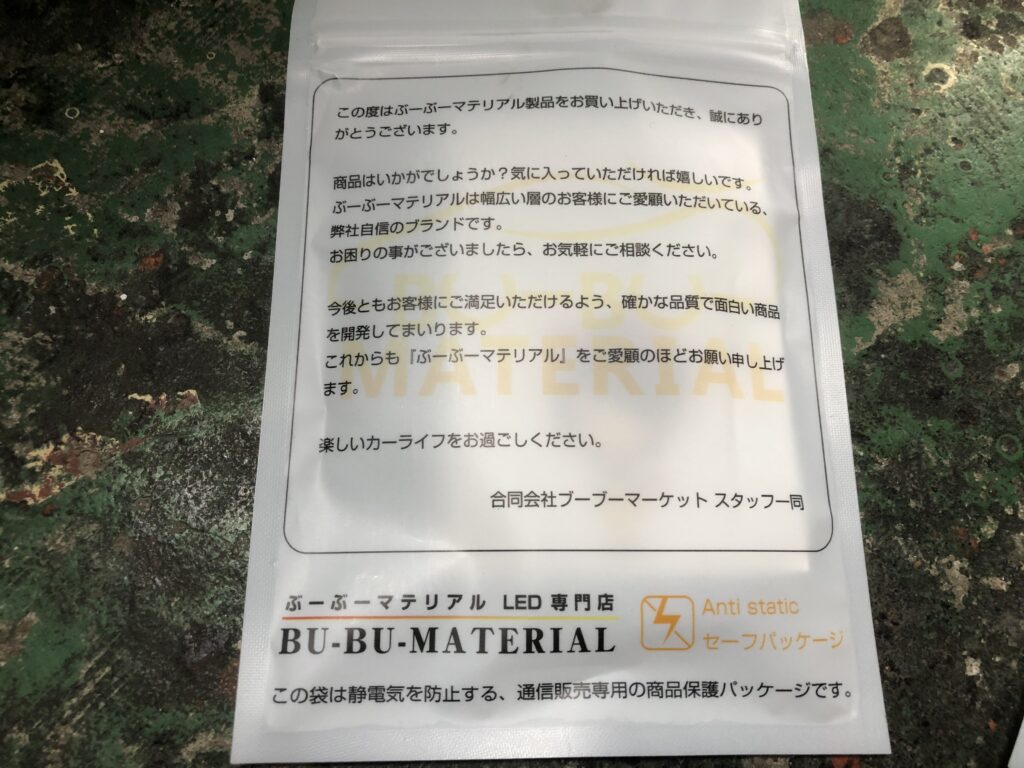 この度はぶーぶーマテリアル製品をお買い上げいただき、誠にあり
がとうございます。
商品はいかがでしょうか？気に入っていただければ嬉しいです。
ぶーぶーマテリアルは幅広い層のお客様にご愛顧いただいている、
弊社自信のブランドです。
お困りの事がございましたら、お気軽にご相談ください。
今後ともお客様にご満足いただけるよう、確かな品質で面白い商品
を開発してまいります。
これからも『ぶーぶーマテリアル』をご愛顧のほどお願い申し上げ
ます。
楽しいカーライフをお過ごしください。
合同会社ブーブーマーケット スタッフ一同
BU-BU
MATERIAL
ぶーぶーマテリアル LED 専門店
BU-BU-MATERIAL
Anti static
セーフパッケージ
この袋は静電気を防止する、通信販売専用の商品保護パッケージです。